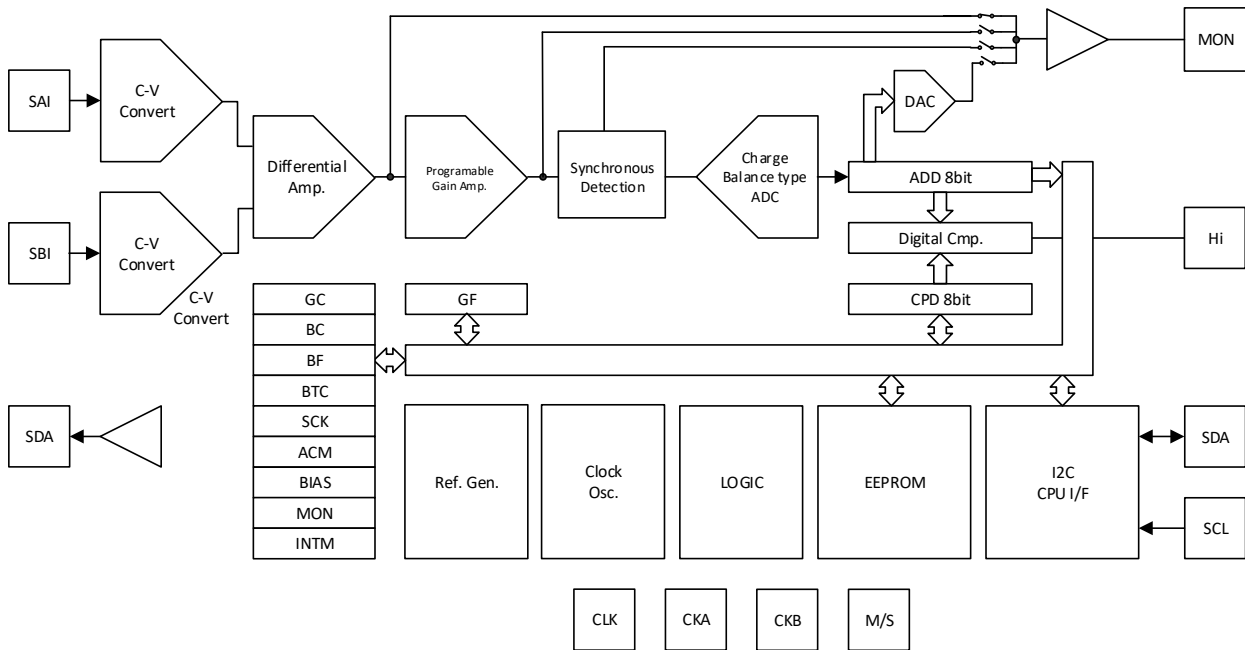 MON
C-V
Convert
SAI
DAC
Differential
Amp.
Programable
Gain Amp.
Synchronous
Detection
Charge
Balance type
ADC
ADD 8bit
SBI
C-V
Convert
C-V
Convert
Digital Cmp.
Hi
GC
GF
CPD 8bit
BC
BF
BTC
SCK
ACM
BIAS
MON
INTM
SDA
Ref. Gen.
Clock
Osc.
LOGIC
EEPROM
I2C
CPU I/F
SDA
SCL
CLK
CKA
CKB
M/S